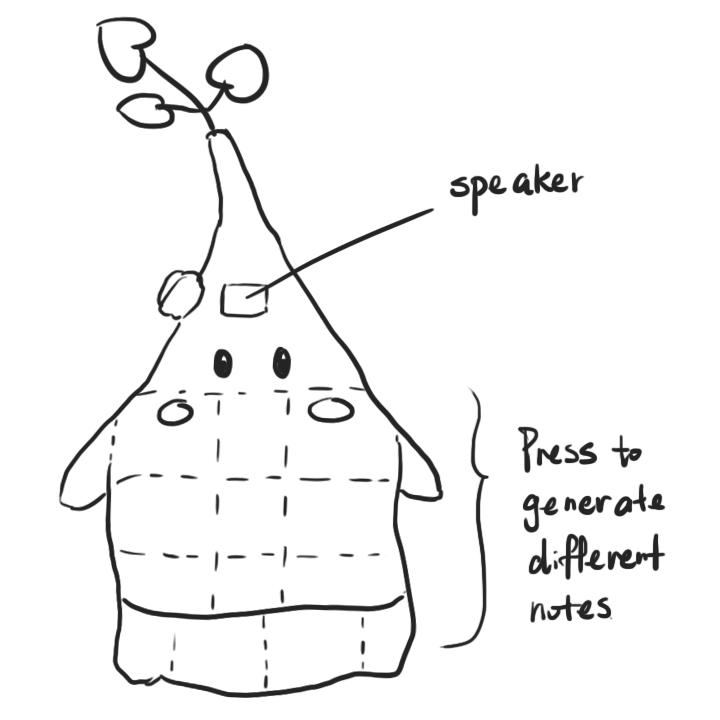 speaker
Press to
generate
different
notes